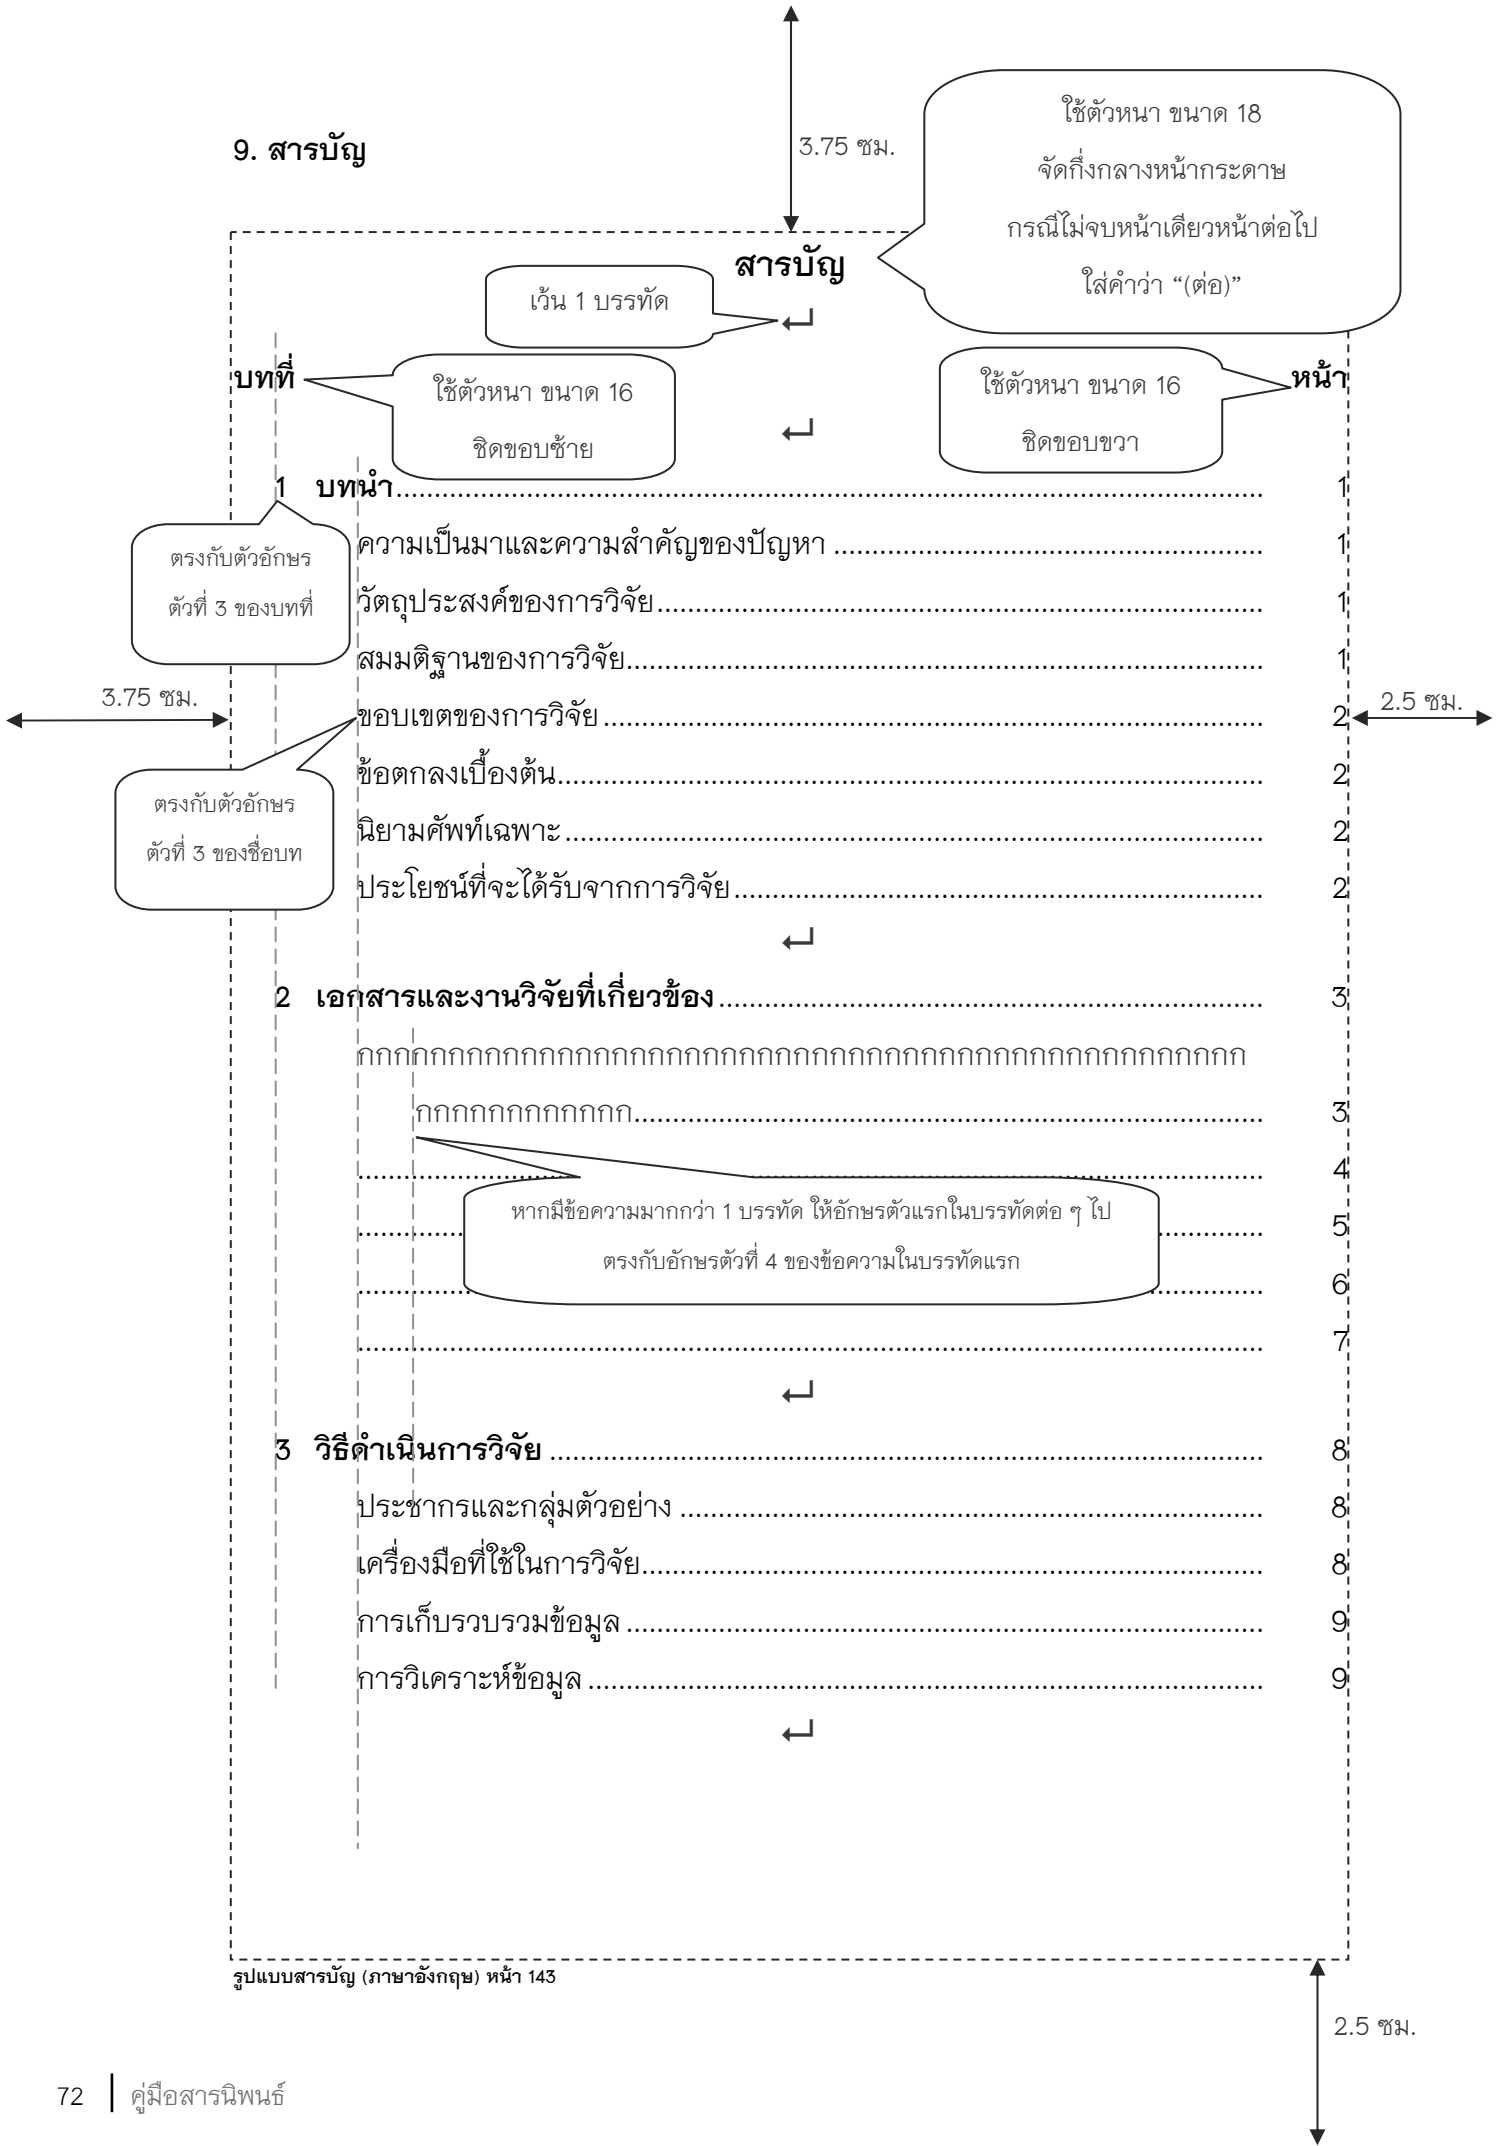 9. สารบัญ
3.75 ซม.
ใช้ตัวหนา ขนาด 18
จัดกึ่งกลางหน้ากระดาษ
กรณีไม่จบหน้าเดียวหน้าต่อไป
ใส่คำว่า “(ต่อ)”
สารบัญ
เว้น 1 บรรทัด
บทที่
ใช้ตัวหนา ขนาด 16
ชิดขอบซ้าย
ใช้ตัวหนา ขนาด 16
ชิดขอบขวา
หน้า
1 บทนำ........................................ 1
ตรงกับตัวอักษร
ตัวที่ 3 ของบทที่
ความเป็นมาและความสำคัญของปัญหา ........................................ 1
วัตถุประสงค์ของการวิจัย........................................ 1
สมมติฐานของการวิจัย........................................ 1
3.75 ซม.
2.5 ซม.
ขอบเขตของการวิจัย ........................................ 2
ข้อตกลงเบื้องต้น........................................ 2
ตรงกับตัวอักษร
ตัวที่ 3 ของชื่อบท
นิยามศัพท์เฉพาะ ........................................ 2
ประโยชน์ที่จะได้รับจากการวิจัย ........................................ 2
2 เอกสารและงานวิจัยที่เกี่ยวข้อง ........................................ 3
กกกกกกกกกกกกกกกกกกกกกกกกกกกกกกกกกกกกกกกกกกกกกกกกก
กกกกกกกกกกกก........................................ 3
........................................ 4
หากมีข้อความมากกว่า 1 บรรทัด ให้อักษรตัวแรกในบรรทัดต่อ ๆ ไป
ตรงกับอักษรตัวที่ 4 ของข้อความในบรรทัดแรก
........................................ 5
........................................ 6
........................................ 7
3 วิธีดำเนินการวิจัย ........................................ 8
ประชากรและกลุ่มตัวอย่าง ........................................ 8
เครื่องมือที่ใช้ในการวิจัย........................................ 8
การเก็บรวบรวมข้อมูล ........................................ 9
การวิเคราะห์ข้อมูล ........................................ 9
รูปแบบสารบัญ (ภาษาอังกฤษ) หน้า 143
2.5 ซม.
72 | คู่มือสารนิพนธ์